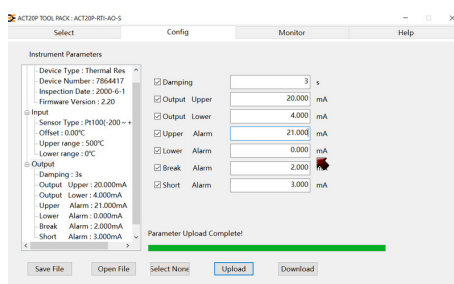 ACT20P TOOL PACK : ACT20P-RTI-AO-S
Select Config Monitor Help
Instrument Parameters
Device Type : Thermal Res
Device Number : 7864417
Inspection Date : 2000-6-1
Firmware Version : 2.20
Input
Sensor Type : Pt100(-200 ~ +
Offset : 0.00℃
Upper range : 500℃
Lower range : 0℃
Output
Damping : 3s
Output Upper : 20.000mA
Output Lower : 4.000mA
Upper Alarm : 21.000mA
Lower Alarm : 0.000mA
Break Alarm : 2.000mA
Short Alarm : 3.000mA
Damping 3 s
Output Upper 20.000 mA
Output Lower 4.000 mA
Upper Alarm 21.000 mA
Lower Alarm 0.000 mA
Break Alarm 2.000
Short Alarm 3.000 mA
Parameter Upload Complete!
Save File Open File Select None Upload Download